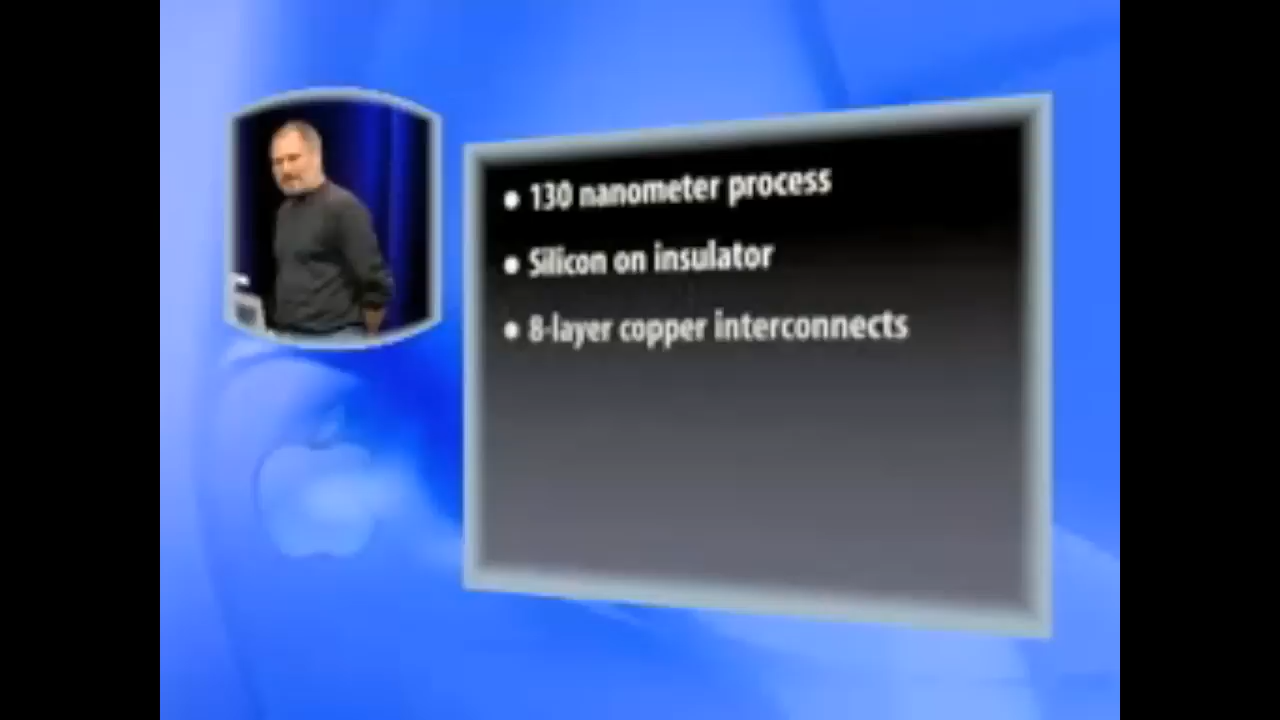 • 130 nanometer process
• Silicon on insulator
• 8-layer copper interconnects